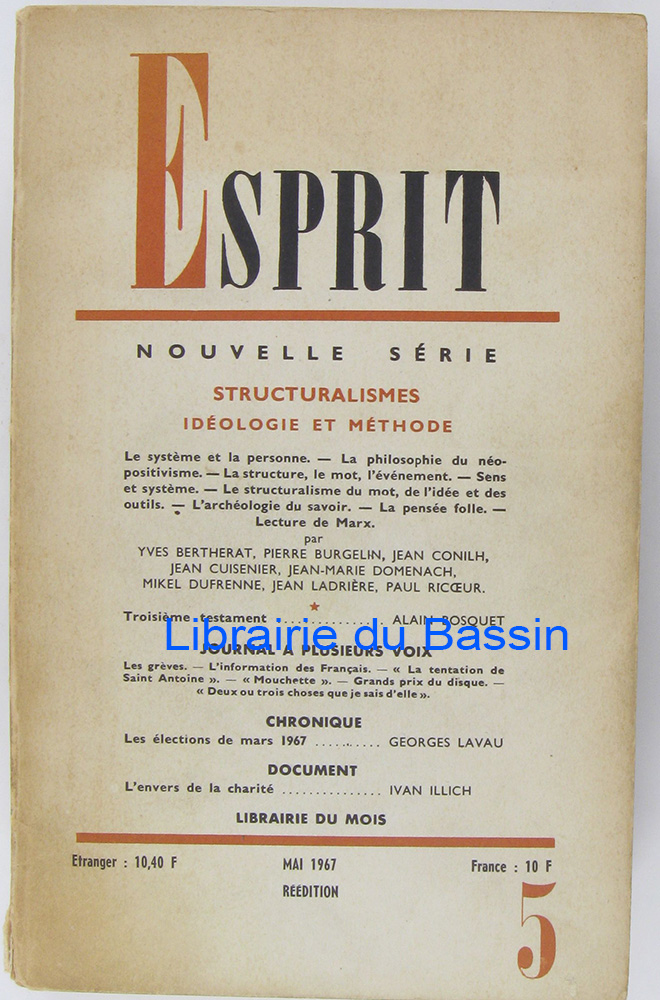 ESPRIT
NOUVELLE SÉRIE
STRUCTURALISMES
IDÉOLOGIE ET MÉTHODE
Le système et la personne. — La philosophie du néo-
positivisme. — La structure, le mot, l'événement. — Sens
et système. — Le structuralisme du mot, de l'idée et des
outils. — L'archéologie du savoir. — La pensée folle. —
Lecture de Marx.
par
YVES BERTHERAT, PIERRE BURGELIN, JEAN CONILH,
JEAN CUISENIER, JEAN-MARIE DOMENACH,
MIKEL DUFRENNE, JEAN LADRIÈRE, PAUL RICŒUR.
★
Troisième testament .............. ALAIN BOSQUET
Librairie du Bassin
JOURNAL A PLUSIEURS VOIX
Les grèves. — L'information des Français. — « La tentation de
Saint Antoine ». — « Mouchette ». — Grands prix du disque. —
« Deux ou trois choses que je sais d'elle ».
CHRONIQUE
Les élections de mars 1967 .......... GEORGES LAVAU
DOCUMENT
L'envers de la charité ............... IVAN ILLICH
LIBRAIRIE DU MOIS
Etranger : 10,40 F MAI 1967 France : 10 F
RÉÉDITION
5